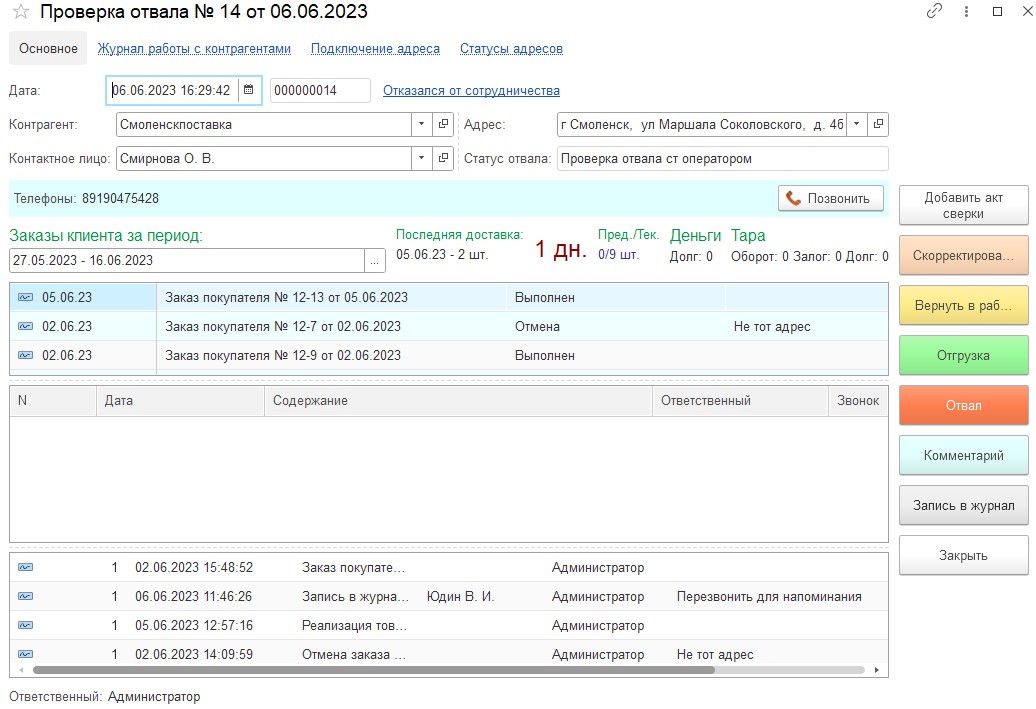 Проверка отвала № 14 от 06.06.2023
Основное Журнал работы с контрагентами Подключение адреса Статусы адресов
Дата: 06.06.2023 16:29:42 000000014 Отказался от сотрудничества
Контрагент: Смоленскпоставка Адрес: г Смоленск, ул Маршала Соколовского, д. 46
Контактное лицо: Смирнова О. В. Статус отвала: Проверка отвала ст оператором
Телефоны: 89190475428 Позвонить
Добавить акт
сверки
Заказы клиента за период: Последняя доставка: 1 дн. Пред./Тек. Деньги Тара
27.05.2023 - 16.06.2023 ... 05.06.23 - 2 шт. 0/9 шт. Долг: 0 Оборот: 0 Залог: 0 Долг: 0
Скорректирова...
05.06.23 Заказ покупателя № 12-13 от 05.06.2023 Выполнен
Вернуть в раб...
02.06.23 Заказ покупателя № 12-7 от 02.06.2023 Отмена Не тот адрес
02.06.23 Заказ покупателя № 12-9 от 02.06.2023 Выполнен
Отгрузка
N Дата Содержание Ответственный Звонок
Отвал
Комментарий
Запись в журнал
Закрыть
1 02.06.2023 15:48:52 Заказ покупате... Администратор
1 06.06.2023 11:46:26 Запись в журна... Юдин В. И. Администратор Перезвонить для напоминания
1 05.06.2023 12:57:16 Реализация тов... Администратор
1 02.06.2023 14:09:59 Отмена заказа ... Администратор Не тот адрес
Ответственный: Администратор